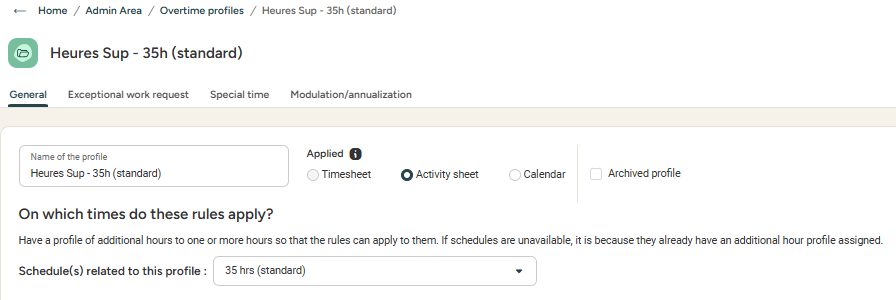 ← Home / Admin Area / Overtime profiles / Heures Sup - 35h (standard)
Heures Sup - 35h (standard)
General Exceptional work request Special time Modulation/annualization
Name of the profile
Heures Sup - 35h (standard)
Applied
Timesheet Activity sheet Calendar Archived profile
On which times do these rules apply?
Have a profile of additional hours to one or more hours so that the rules can apply to them. If schedules are unavailable, it is because they already have an additional hour profile assigned.
Schedule(s) related to this profile : 35 hrs (standard)